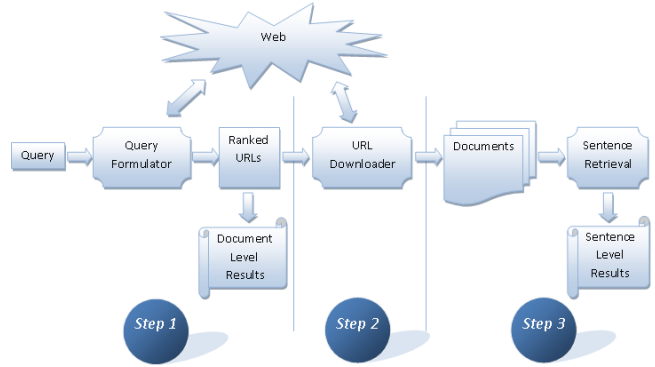 Web
Query
Query
Formulator
Ranked
URLs
URL
Downloader
Documents
Sentence
Retrieval
Document
Level
Results
Sentence
Level
Results
Step 1
Step 2
Step 3